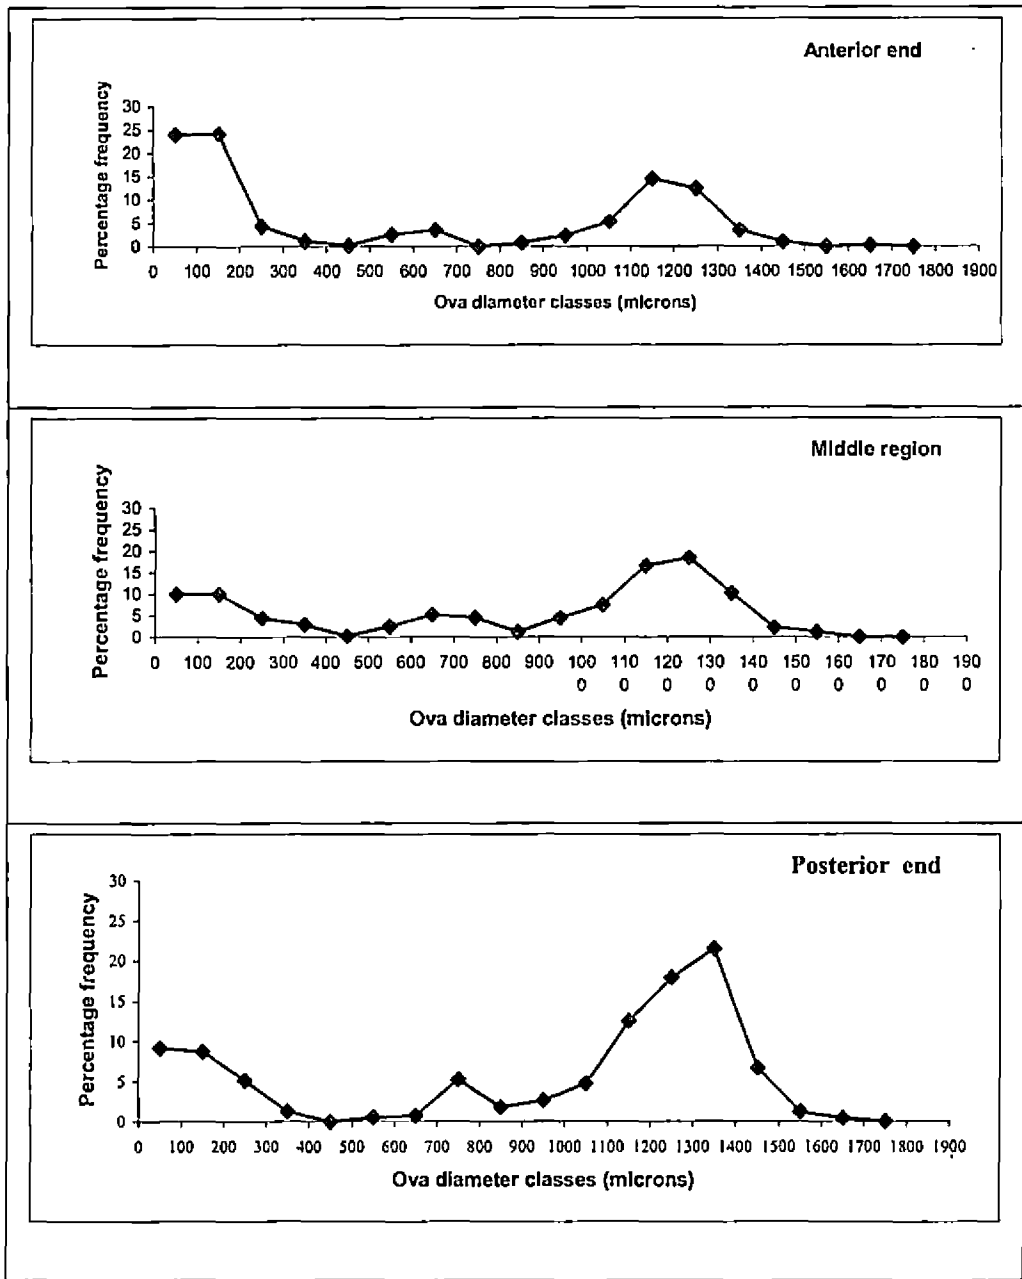 Anterior end
Percentage frequency
30
25
20
15
10
5
0
0 100 200 300 400 500 600 700 800 900 1000 1100 1200 1300 1400 1500 1600 1700 1800 1900
Ova diameter classes (microns)
Middle region
Percentage frequency
30
25
20
15
10
5
0
0 100 200 300 400 500 600 700 800 900 100 110 120 130 140 150 160 170 180 190
0 0 0 0 0 0 0 0 0 0
Ova diameter classes (microns)
Posterior end
Percentage frequency
30
25
20
15
10
5
0
0 100 200 300 400 500 600 700 800 900 1000 1100 1200 1300 1400 1500 1600 1700 1800 1900
Ova diameter classes (microns)